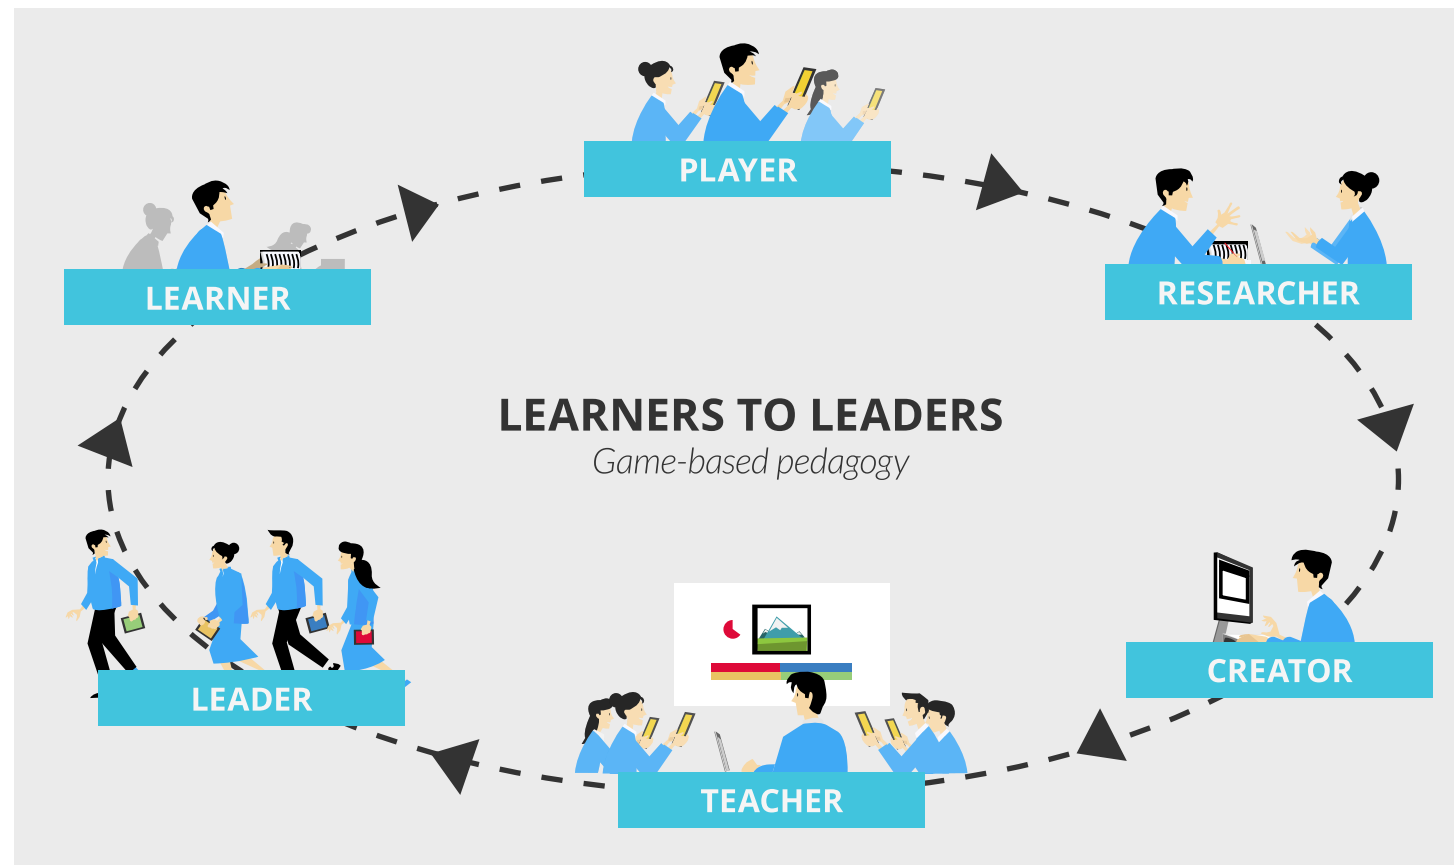 PLAYER
LEARNER
RESEARCHER
LEARNERS TO LEADERS
Game-based pedagogy
CREATOR
LEADER
TEACHER